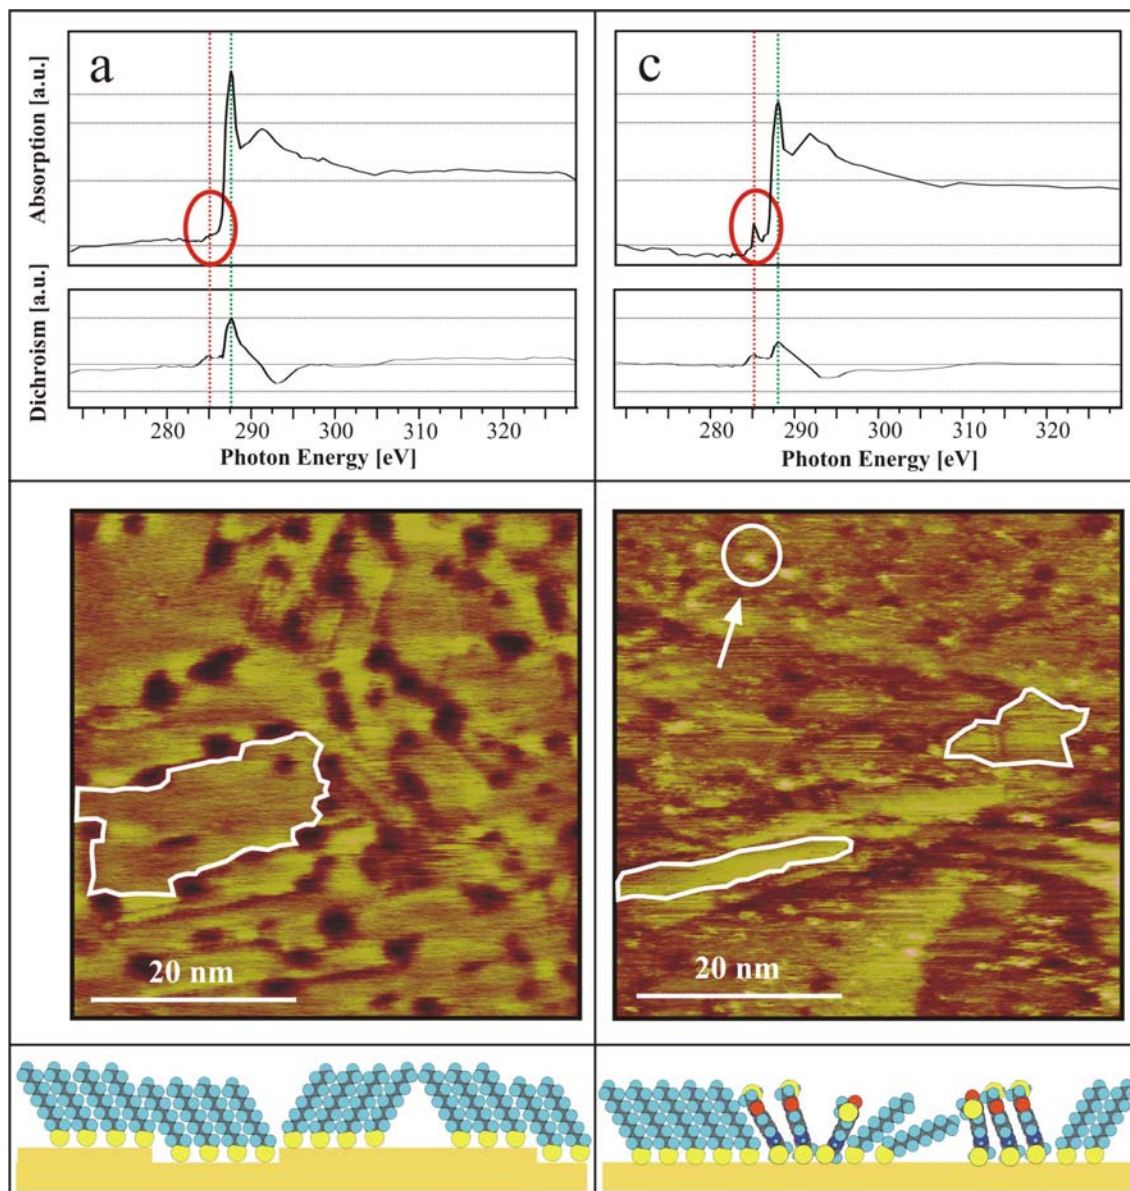 a
c
Absorption [a.u.]
Dichroism [a.u.]
280 290 300 310 320
280 290 300 310 320
Photon Energy [eV]
Photon Energy [eV]
20 nm
20 nm